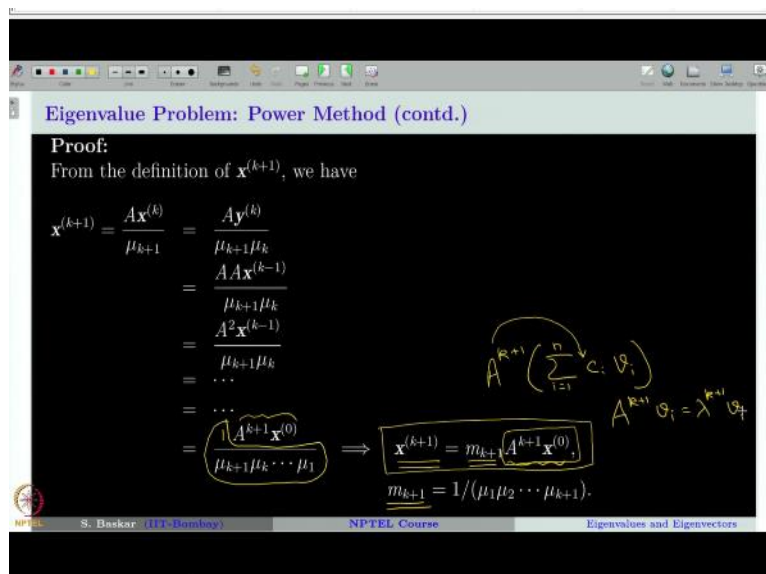 Eigenvalue Problem: Power Method (contd.)
Proof:
From the definition of x^(k+1), we have
x^(k+1) = Ax^(k) / μ_{k+1} = Ay^(k) / μ_{k+1}μ_k
= AAx^(k−1) / μ_{k+1}μ_k
= A^2x^(k−1) / μ_{k+1}μ_k
= ⋯
= ⋯
= 1 A^{k+1}x^(0) / μ_{k+1}μ_k⋯μ_1 ⟹ x^(k+1) = m_{k+1}A^{k+1}x^(0),
m_{k+1} = 1/(μ_1μ_2⋯μ_{k+1}).
A^{k+1} (∑_{i=1}^{n} c_i v_i)
A^{k+1} v_i = λ^{k+1} v_i
NPTEL S. Baskar (IIT-Bombay) NPTEL Course Eigenvalues and Eigenvectors